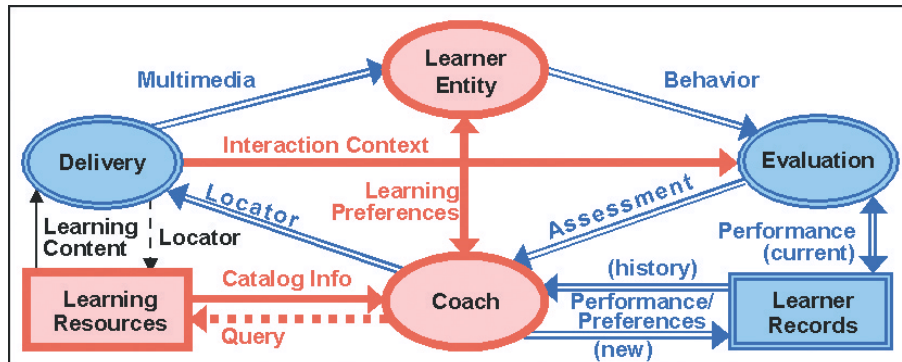 Learner
Entity
Multimedia
Behavior
Delivery
Interaction Context
Evaluation
Learning
Preferences
Locator
Assessment
Learning
Content
Locator
Performance
(current)
Catalog Info
(history)
Learning
Resources
Coach
Performance/
Preferences
Learner
Records
Query
(new)